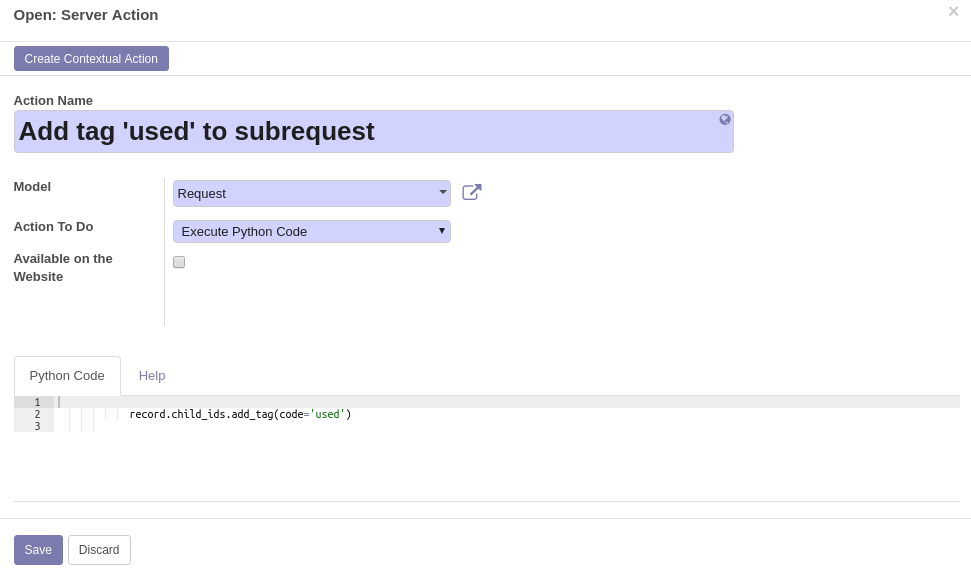 Open: Server Action
×
Create Contextual Action
Action Name
Add tag 'used' to subrequest
Model
Request
Action To Do
Execute Python Code
Available on the
Website
Python Code
Help
1
2 record.child_ids.add_tag(code='used')
3
Save
Discard